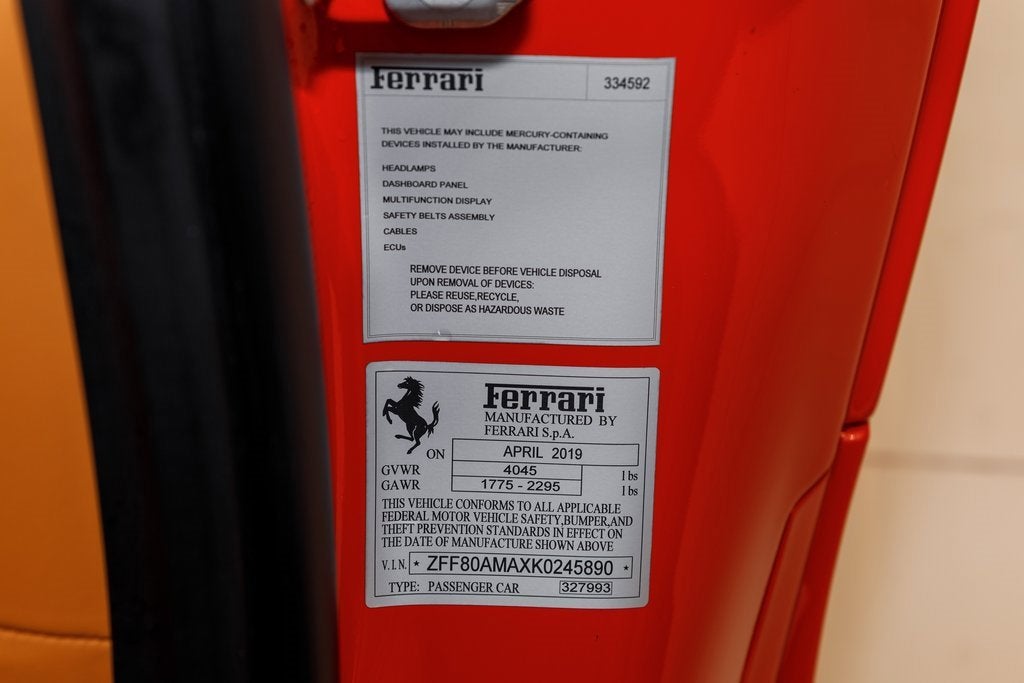 Ferrari 334592
THIS VEHICLE MAY INCLUDE MERCURY-CONTAINING
DEVICES INSTALLED BY THE MANUFACTURER:
HEADLAMPS
DASHBOARD PANEL
MULTIFUNCTION DISPLAY
SAFETY BELTS ASSEMBLY
CABLES
ECUs
REMOVE DEVICE BEFORE VEHICLE DISPOSAL
UPON REMOVAL OF DEVICES:
PLEASE REUSE,RECYCLE,
OR DISPOSE AS HAZARDOUS WASTE
Ferrari
MANUFACTURED BY
FERRARI S.p.A.
ON APRIL 2019
GVWR 4045 lbs
GAWR 1775 - 2295 lbs
THIS VEHICLE CONFORMS TO ALL APPLICABLE
FEDERAL MOTOR VEHICLE SAFETY,BUMPER,AND
THEFT PREVENTION STANDARDS IN EFFECT ON
THE DATE OF MANUFACTURE SHOWN ABOVE
V.I.N. * ZFF80AMAXK0245890 *
TYPE: PASSENGER CAR 327993